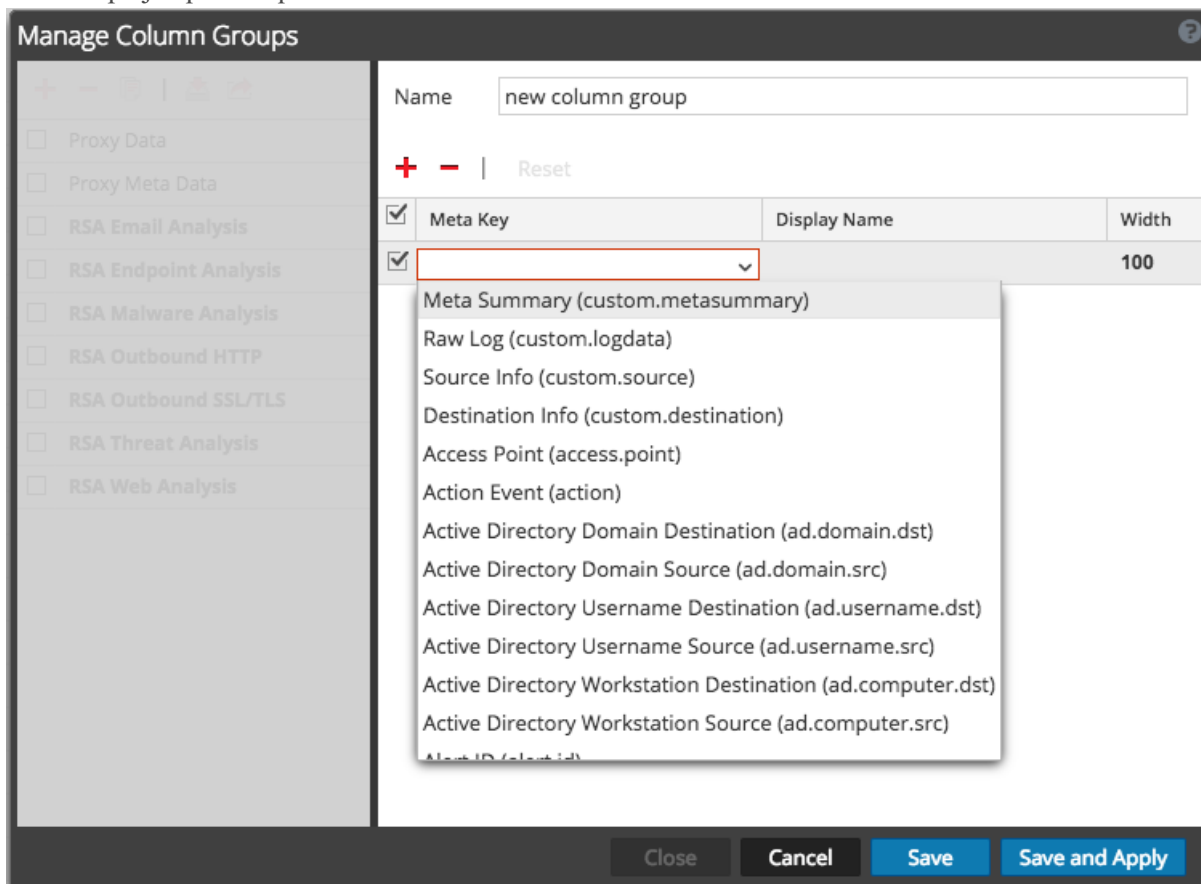 Manage Column Groups
Name new column group
Proxy Data
Proxy Meta Data
RSA Email Analysis
RSA Endpoint Analysis
RSA Malware Analysis
RSA Outbound HTTP
RSA Outbound SSL/TLS
RSA Threat Analysis
RSA Web Analysis
Reset
Meta Key Display Name Width
100
Meta Summary (custom.metasummary)
Raw Log (custom.logdata)
Source Info (custom.source)
Destination Info (custom.destination)
Access Point (access.point)
Action Event (action)
Active Directory Domain Destination (ad.domain.dst)
Active Directory Domain Source (ad.domain.src)
Active Directory Username Destination (ad.username.dst)
Active Directory Username Source (ad.username.src)
Active Directory Workstation Destination (ad.computer.dst)
Active Directory Workstation Source (ad.computer.src)
Alert ID (alert.id)
Close Cancel Save Save and Apply